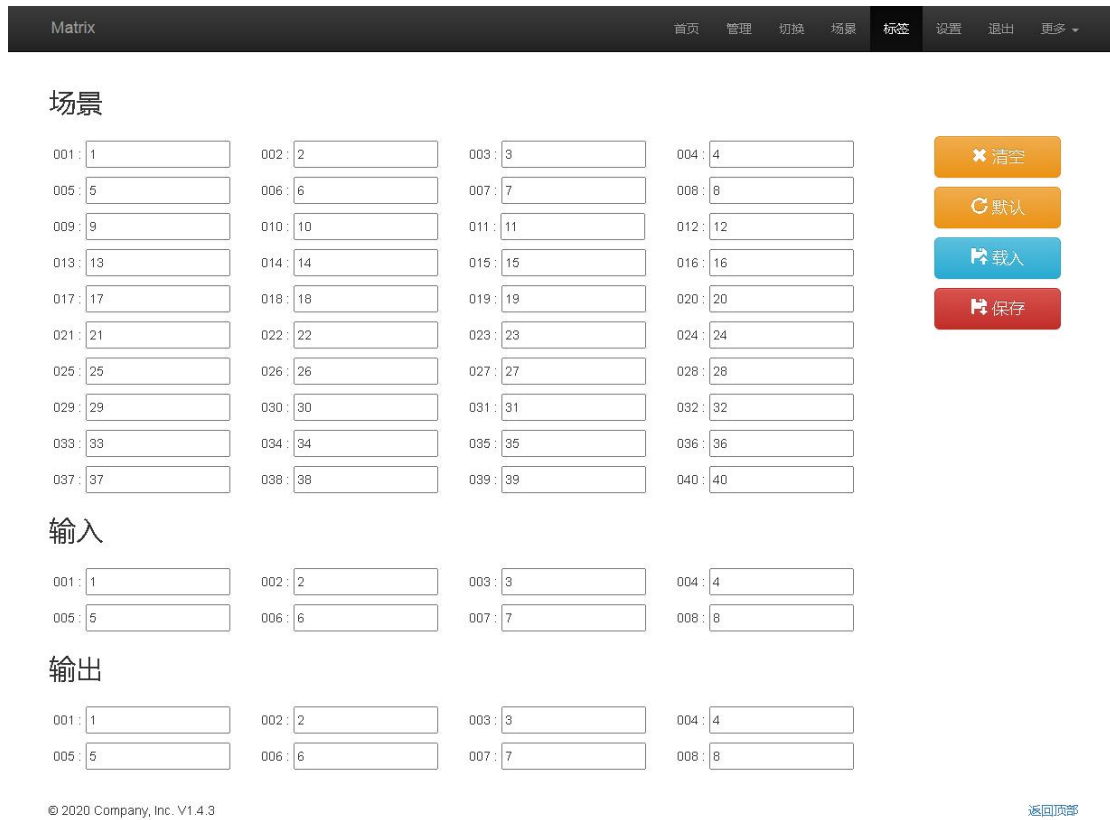 Matrix 首页 管理 切换 场景 标签 设置 退出 更多
场景
001 : 1 002 : 2 003 : 3 004 : 4 清空
005 : 5 006 : 6 007 : 7 008 : 8 默认
009 : 9 010 : 10 011 : 11 012 : 12
013 : 13 014 : 14 015 : 15 016 : 16 载入
017 : 17 018 : 18 019 : 19 020 : 20 保存
021 : 21 022 : 22 023 : 23 024 : 24
025 : 25 026 : 26 027 : 27 028 : 28
029 : 29 030 : 30 031 : 31 032 : 32
033 : 33 034 : 34 035 : 35 036 : 36
037 : 37 038 : 38 039 : 39 040 : 40
输入
001 : 1 002 : 2 003 : 3 004 : 4
005 : 5 006 : 6 007 : 7 008 : 8
输出
001 : 1 002 : 2 003 : 3 004 : 4
005 : 5 006 : 6 007 : 7 008 : 8
© 2020 Company, Inc. V1.4.3 返回顶部